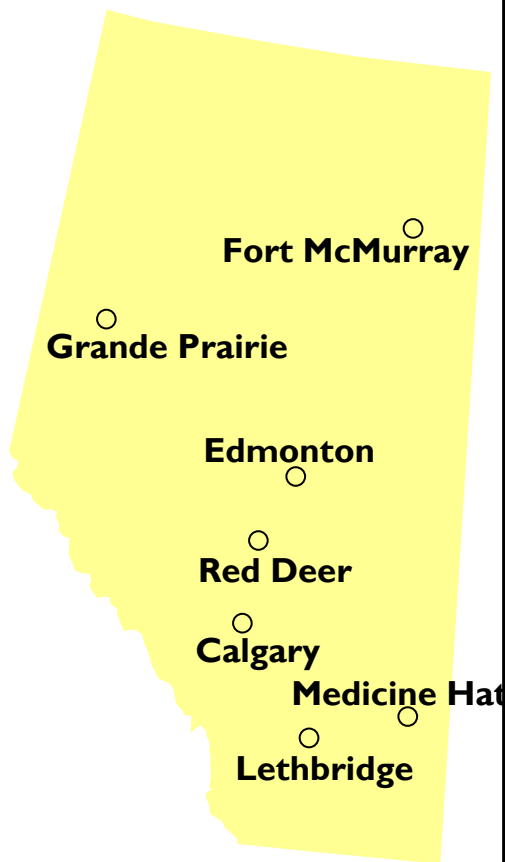 Fort McMurray
Grande Prairie
Edmonton
Red Deer
Calgary
Medicine Hat
Lethbridge